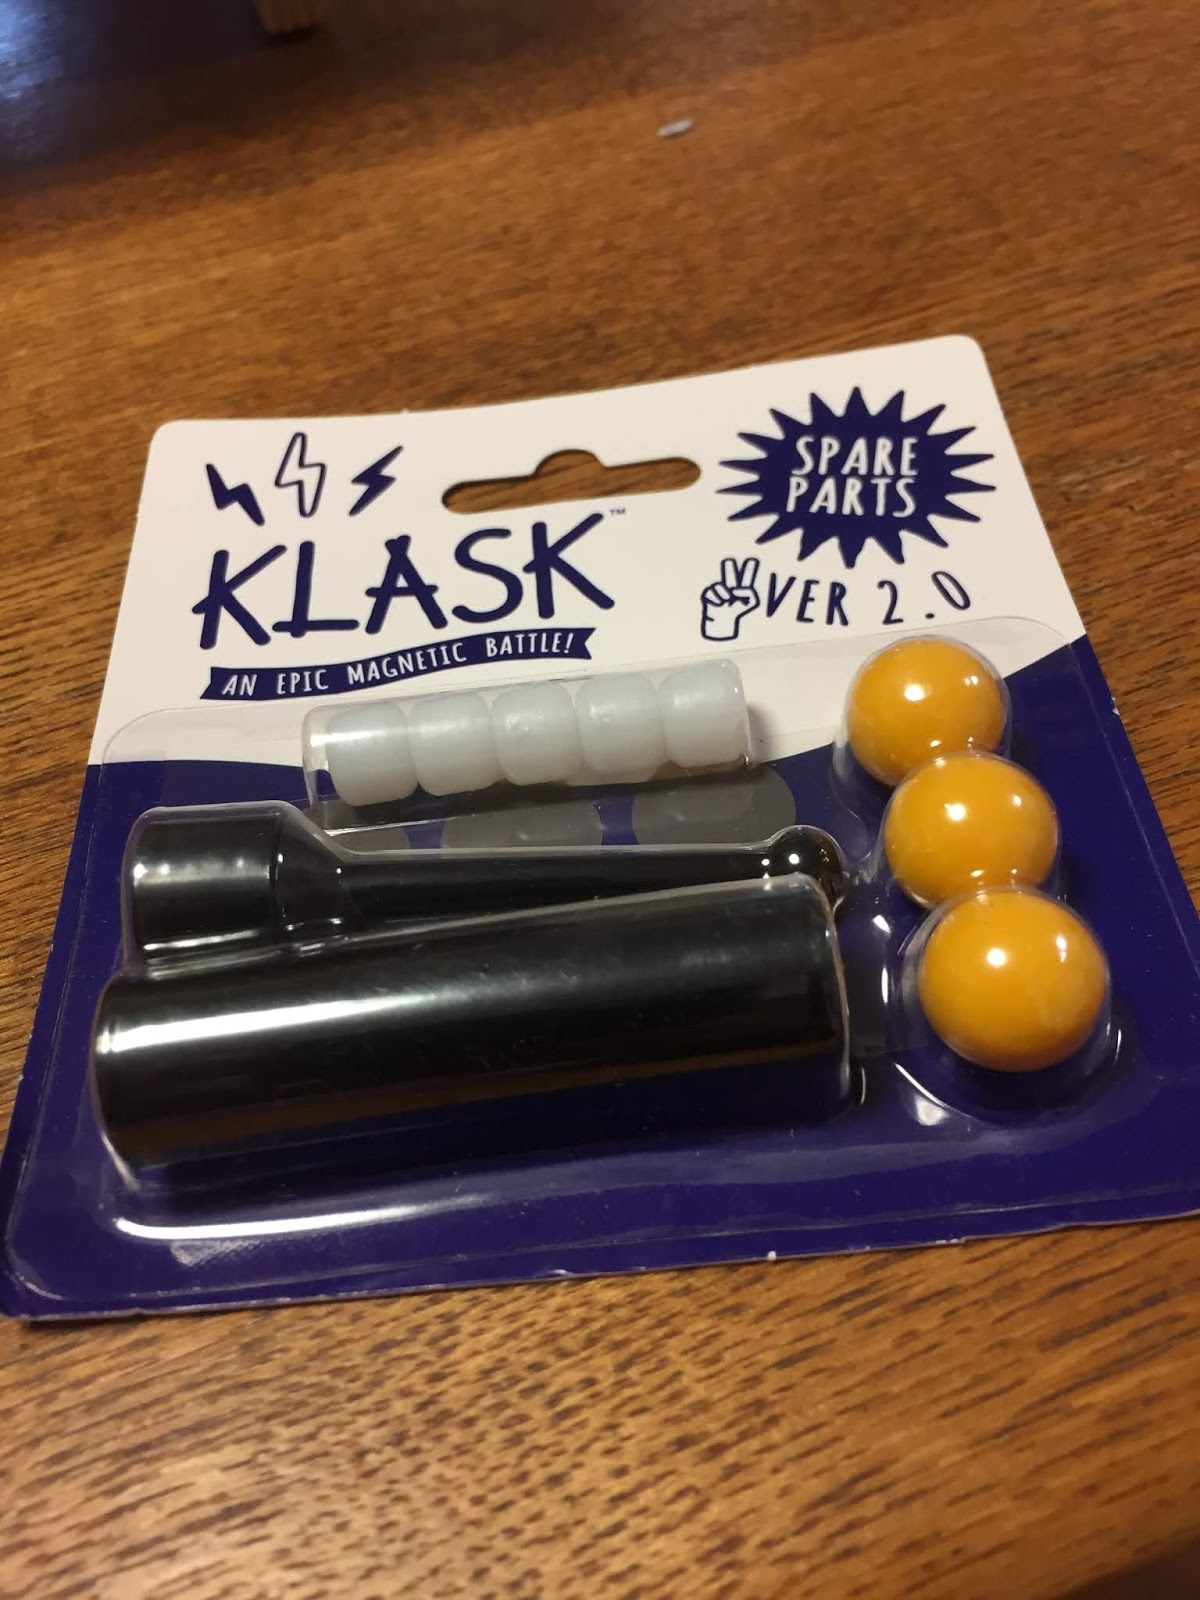 KLASK™
AN EPIC MAGNETIC BATTLE!
SPARE
PARTS
VER 2.0